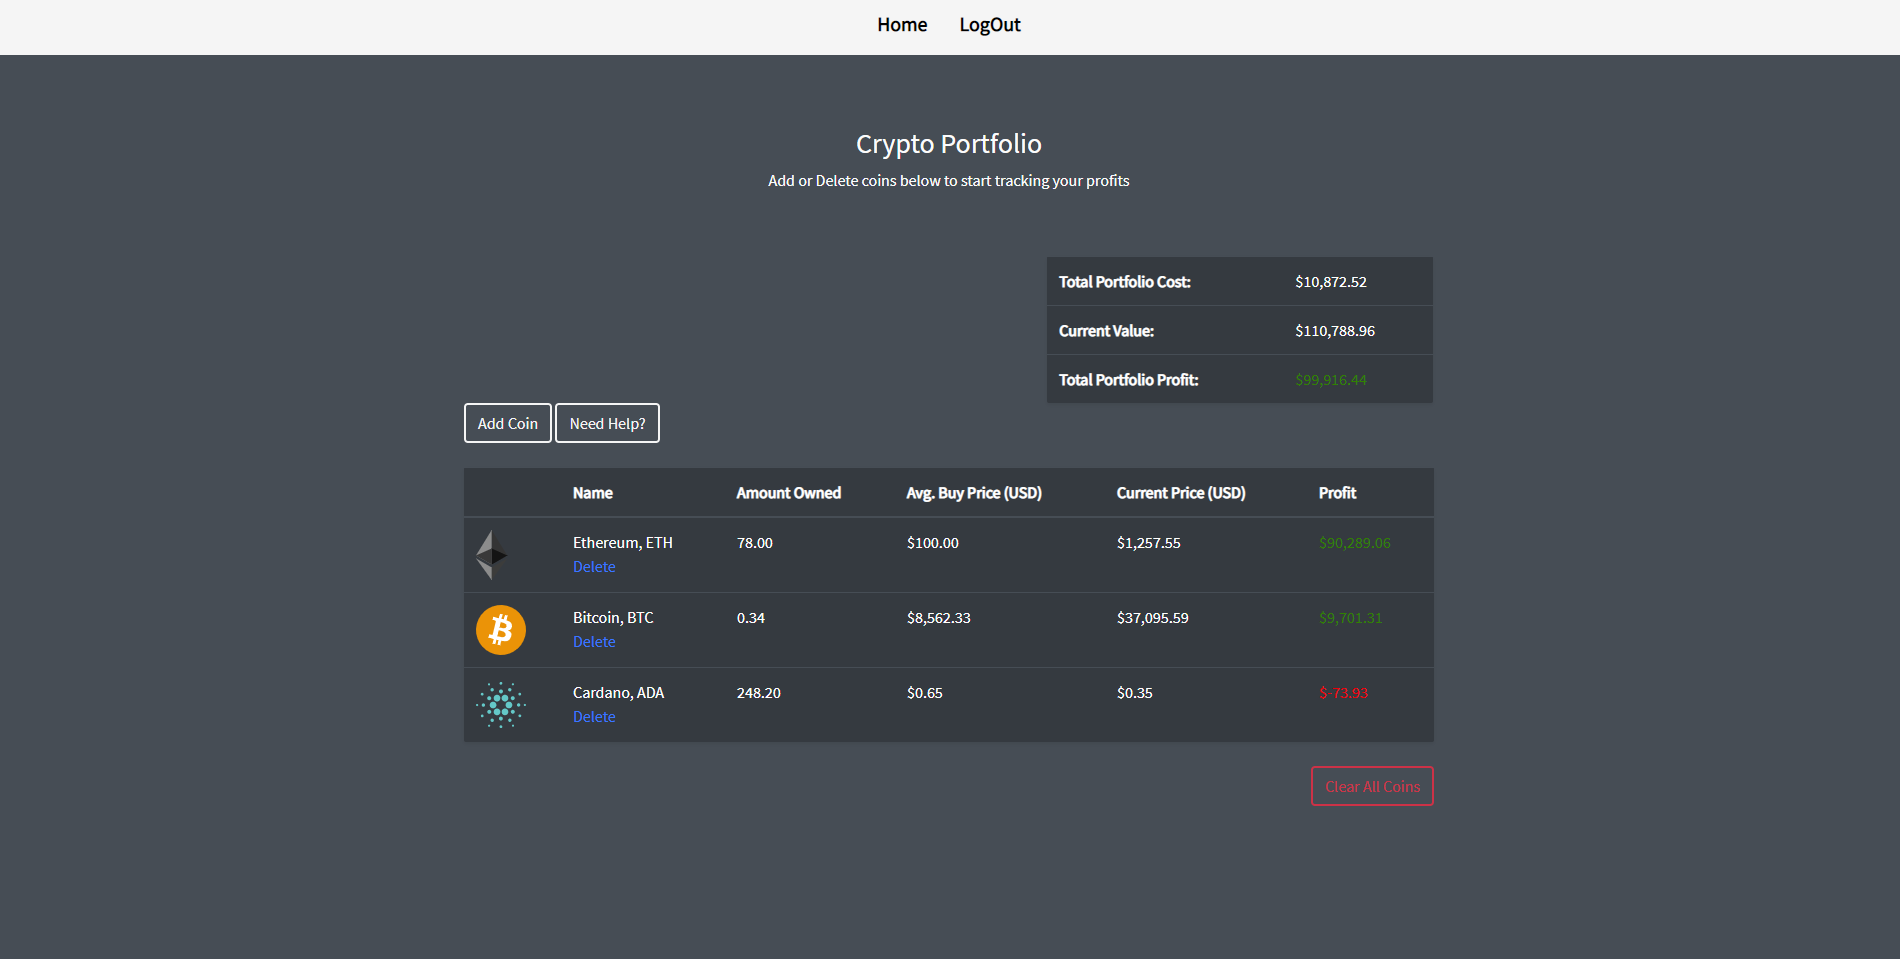 Home LogOut
Crypto Portfolio
Add or Delete coins below to start tracking your profits
Total Portfolio Cost: $10,872.52
Current Value: $110,788.96
Total Portfolio Profit: $99,916.44
Add Coin Need Help?
Name Amount Owned Avg. Buy Price (USD) Current Price (USD) Profit
Ethereum, ETH 78.00 $100.00 $1,257.55 $90,289.06
Delete
Bitcoin, BTC 0.34 $8,562.33 $37,095.59 $9,701.31
Delete
Cardano, ADA 248.20 $0.65 $0.35 $-73.93
Delete
Clear All Coins